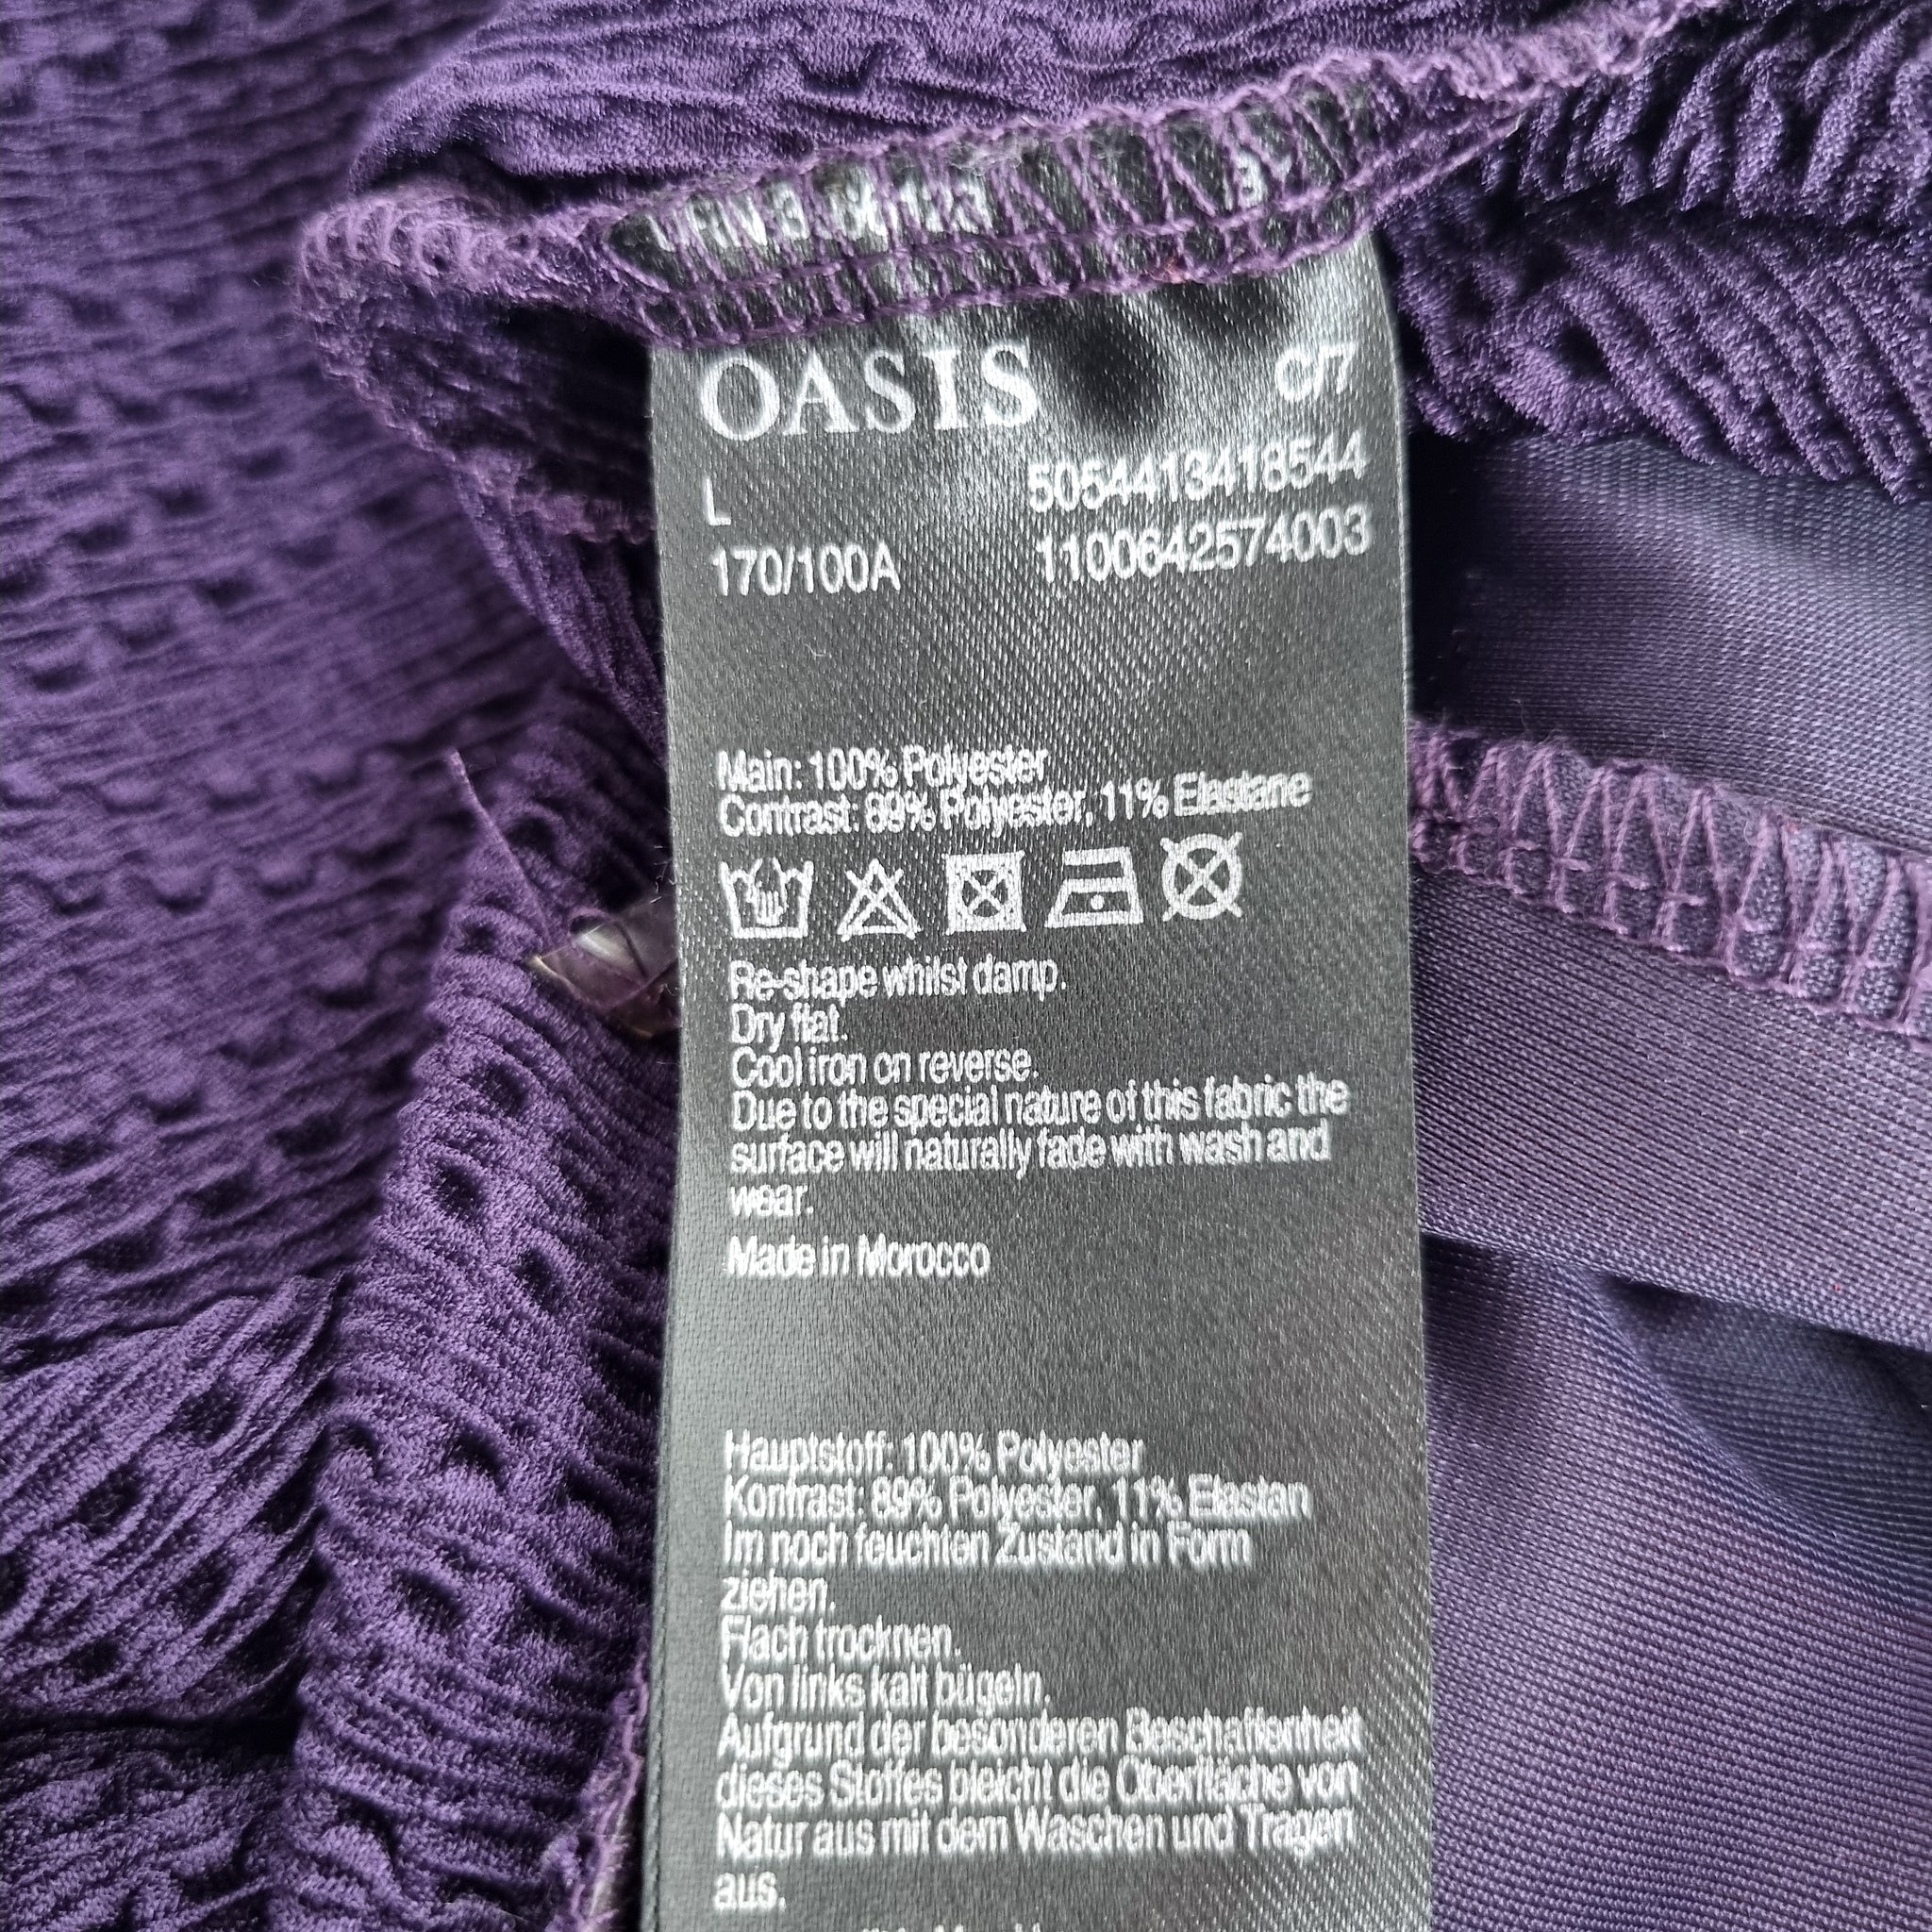 OASIS C/7
L 5054413418544
170/100A 1100642574003
Main: 100% Polyester
Contrast: 89% Polyester, 11% Elastane
Re-shape whilst damp.
Dry flat.
Cool iron on reverse.
Due to the special nature of this fabric the
surface will naturally fade with wash and
wear.
Made in Morocco
Hauptstoff: 100% Polyester
Kontrast: 89% Polyester, 11% Elastan
Im noch feuchten Zustand in Form
ziehen.
Flach trocknen.
Von links kalt bügeln.
Aufgrund der besonderen Beschaffenheit
dieses Stoffes bleicht die Oberfläche von
Natur aus mit dem Waschen und Tragen
aus.